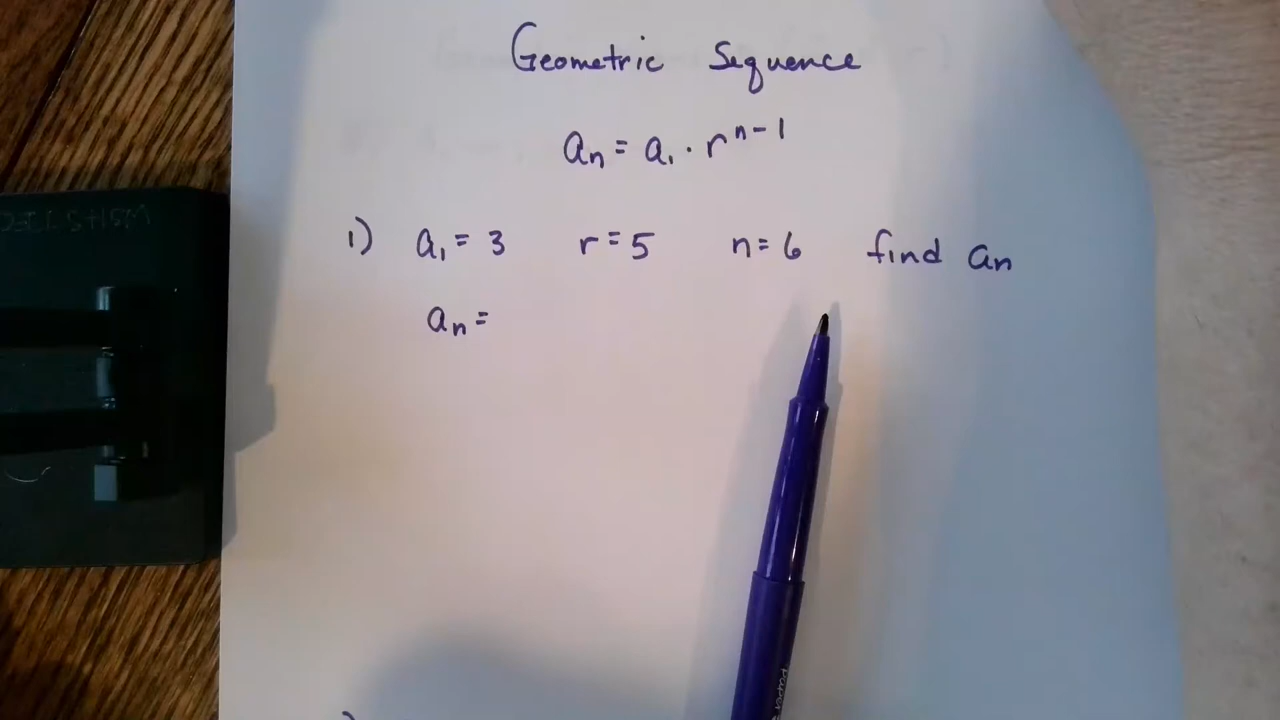 Geometric Sequence
aₙ = a₁ · rⁿ⁻¹
1) a₁ = 3 r = 5 n = 6 find aₙ
aₙ =